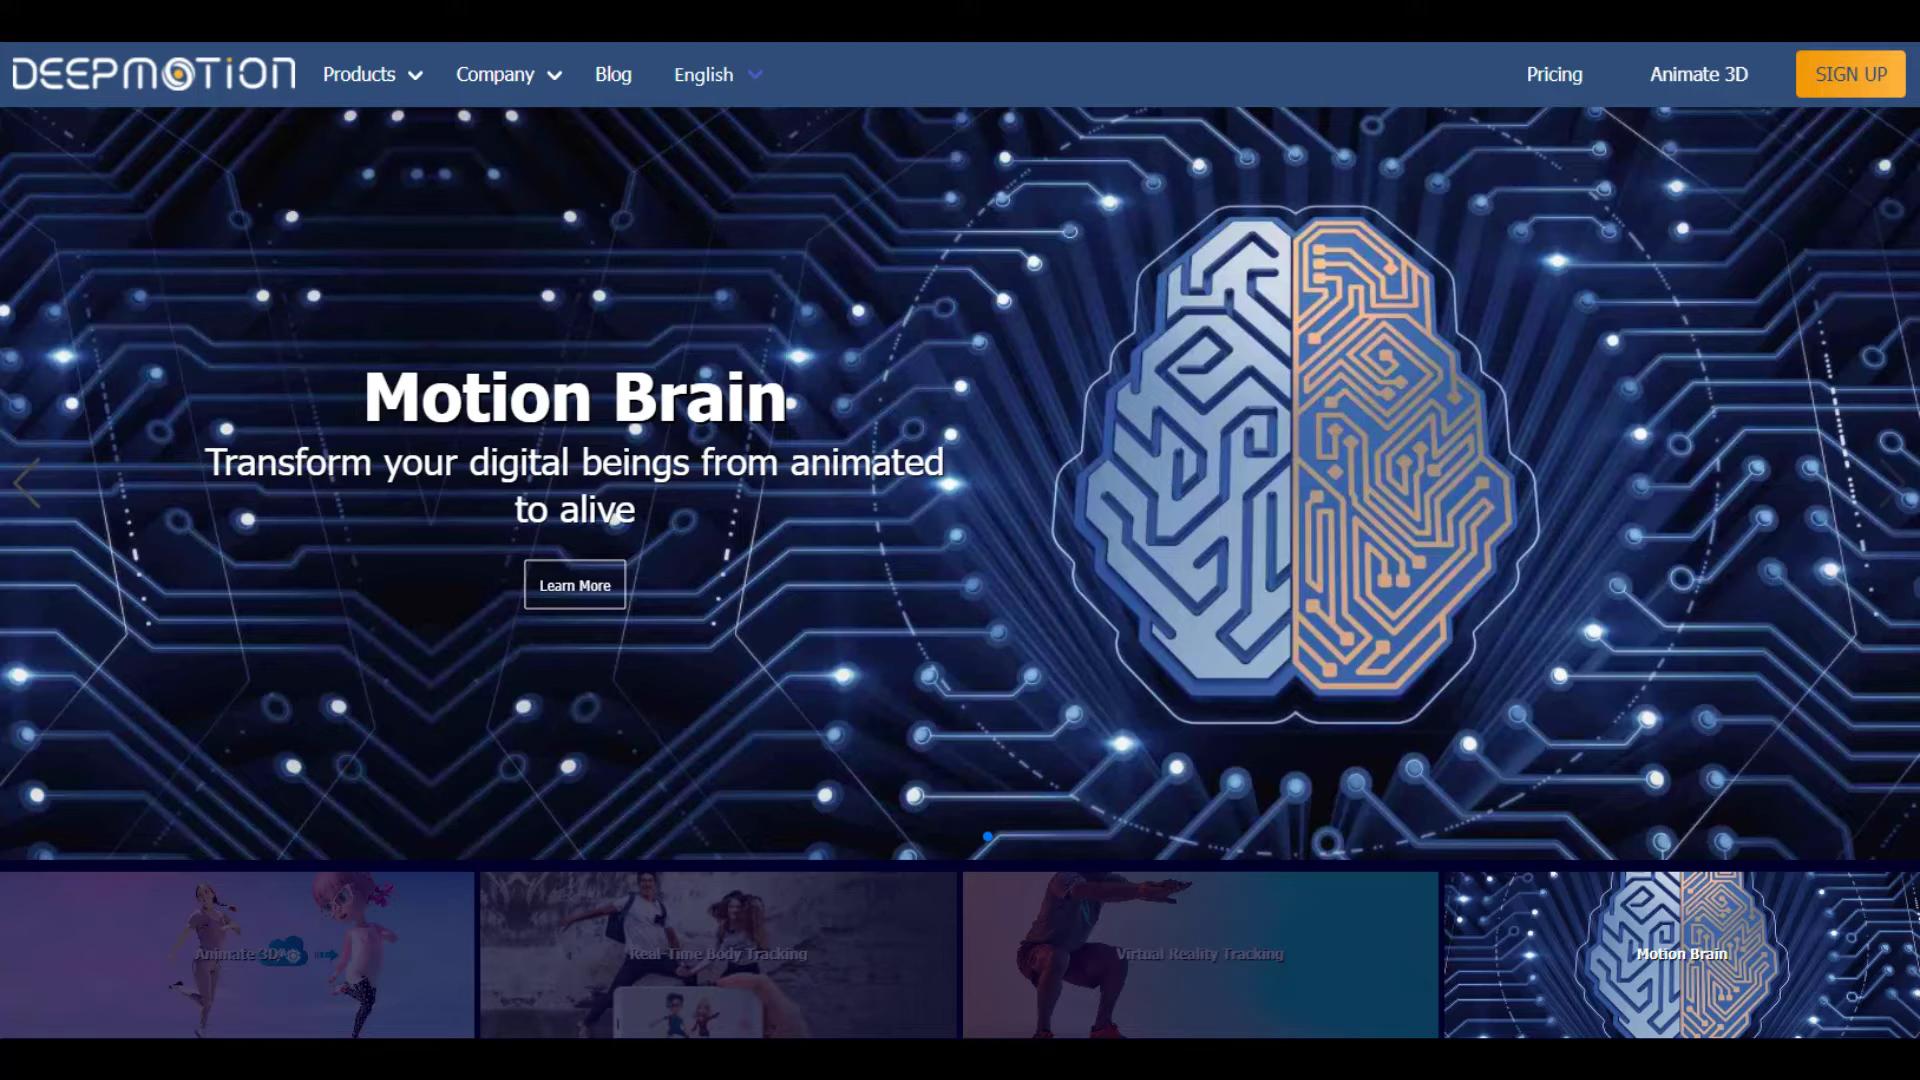 DEEPMOTION
Products
Company
Blog
English
Pricing
Animate 3D
SIGN UP
Motion Brain
Transform your digital beings from animated
to alive
Learn More
Animate 3D
Real-Time Body Tracking
Virtual Reality Tracking
Motion Brain